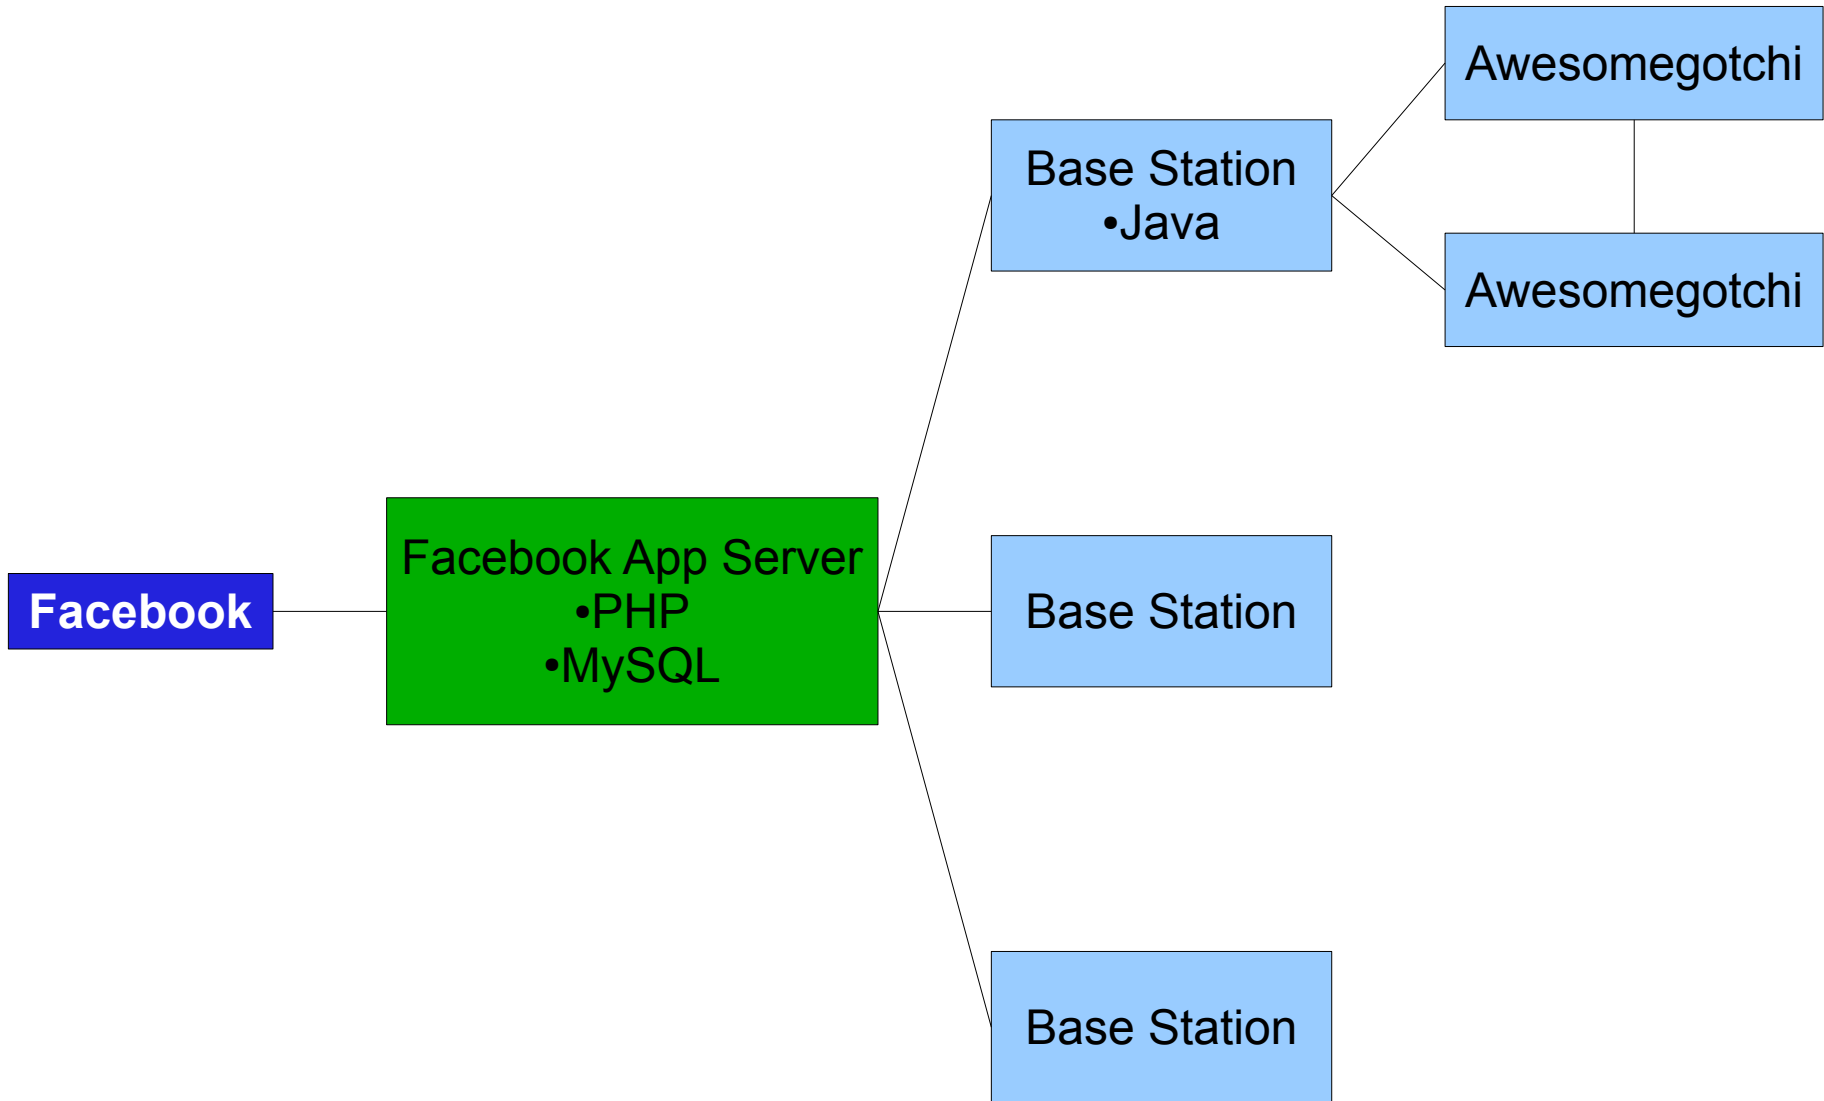 Awesomegotchi
Base Station
•Java
Awesomegotchi
Facebook App Server
•PHP
•MySQL
Facebook
Base Station
Base Station